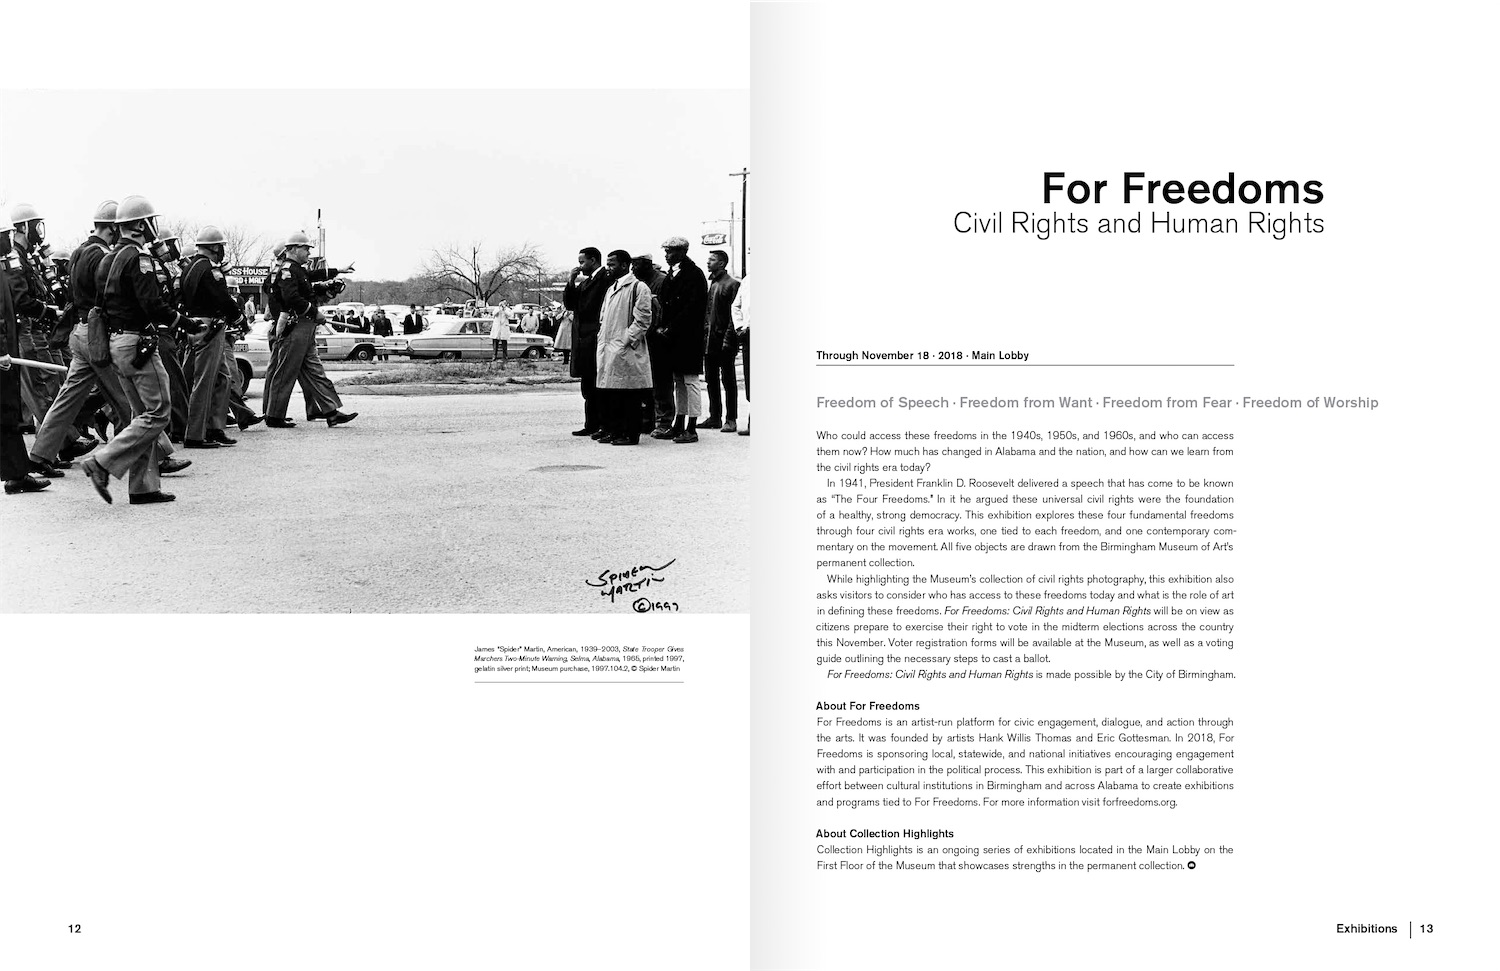 SS HOUSE
Coca-Cola
SPIDER
MARTIN
©1997
James "Spider" Martin, American, 1939–2003, State Trooper Gives
Marchers Two-Minute Warning, Selma, Alabama, 1965, printed 1997,
gelatin silver print; Museum purchase, 1997.104.2, © Spider Martin
12
For Freedoms
Civil Rights and Human Rights
Through November 18 · 2018 · Main Lobby
Freedom of Speech · Freedom from Want · Freedom from Fear · Freedom of Worship
Who could access these freedoms in the 1940s, 1950s, and 1960s, and who can access
them now? How much has changed in Alabama and the nation, and how can we learn from
the civil rights era today?
In 1941, President Franklin D. Roosevelt delivered a speech that has come to be known
as “The Four Freedoms." In it he argued these universal civil rights were the foundation
of a healthy, strong democracy. This exhibition explores these four fundamental freedoms
through four civil rights era works, one tied to each freedom, and one contemporary com-
mentary on the movement. All five objects are drawn from the Birmingham Museum of Art's
permanent collection.
While highlighting the Museum's collection of civil rights photography, this exhibition also
asks visitors to consider who has access to these freedoms today and what is the role of art
in defining these freedoms. For Freedoms: Civil Rights and Human Rights will be on view as
citizens prepare to exercise their right to vote in the midterm elections across the country
this November. Voter registration forms will be available at the Museum, as well as a voting
guide outlining the necessary steps to cast a ballot.
For Freedoms: Civil Rights and Human Rights is made possible by the City of Birmingham.
About For Freedoms
For Freedoms is an artist-run platform for civic engagement, dialogue, and action through
the arts. It was founded by artists Hank Willis Thomas and Eric Gottesman. In 2018, For
Freedoms is sponsoring local, statewide, and national initiatives encouraging engagement
with and participation in the political process. This exhibition is part of a larger collaborative
effort between cultural institutions in Birmingham and across Alabama to create exhibitions
and programs tied to For Freedoms. For more information visit forfreedoms.org.
About Collection Highlights
Collection Highlights is an ongoing series of exhibitions located in the Main Lobby on the
First Floor of the Museum that showcases strengths in the permanent collection.
Exhibitions | 13